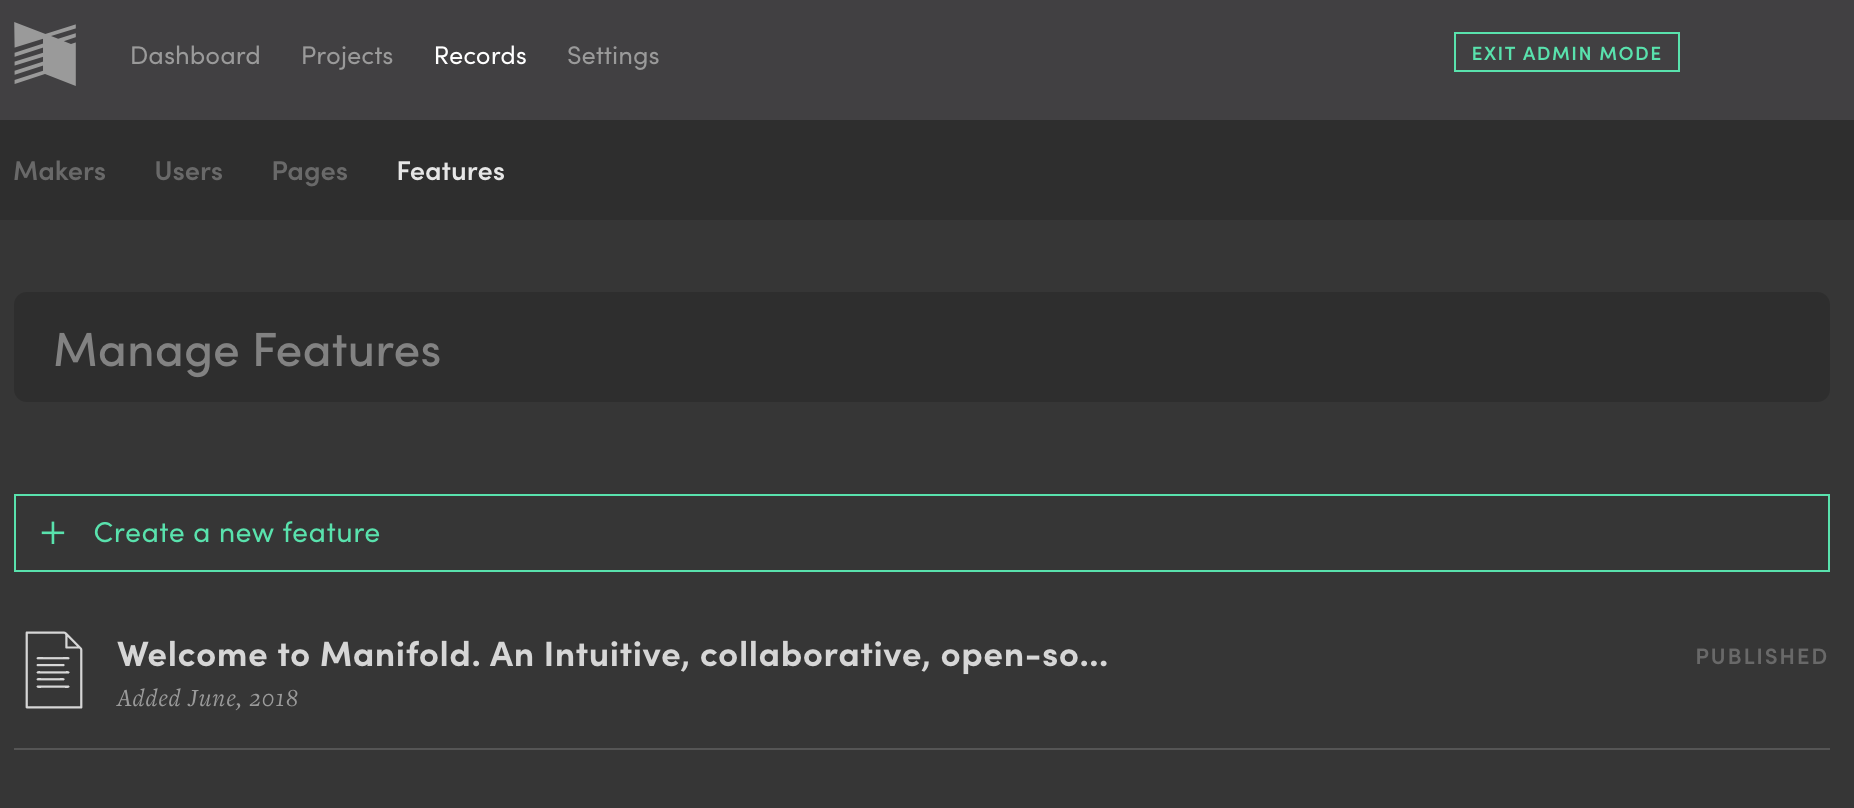 Dashboard Projects Records Settings EXIT ADMIN MODE
Makers Users Pages Features
Manage Features
+ Create a new feature
Welcome to Manifold. An Intuitive, collaborative, open-so... PUBLISHED
Added June, 2018